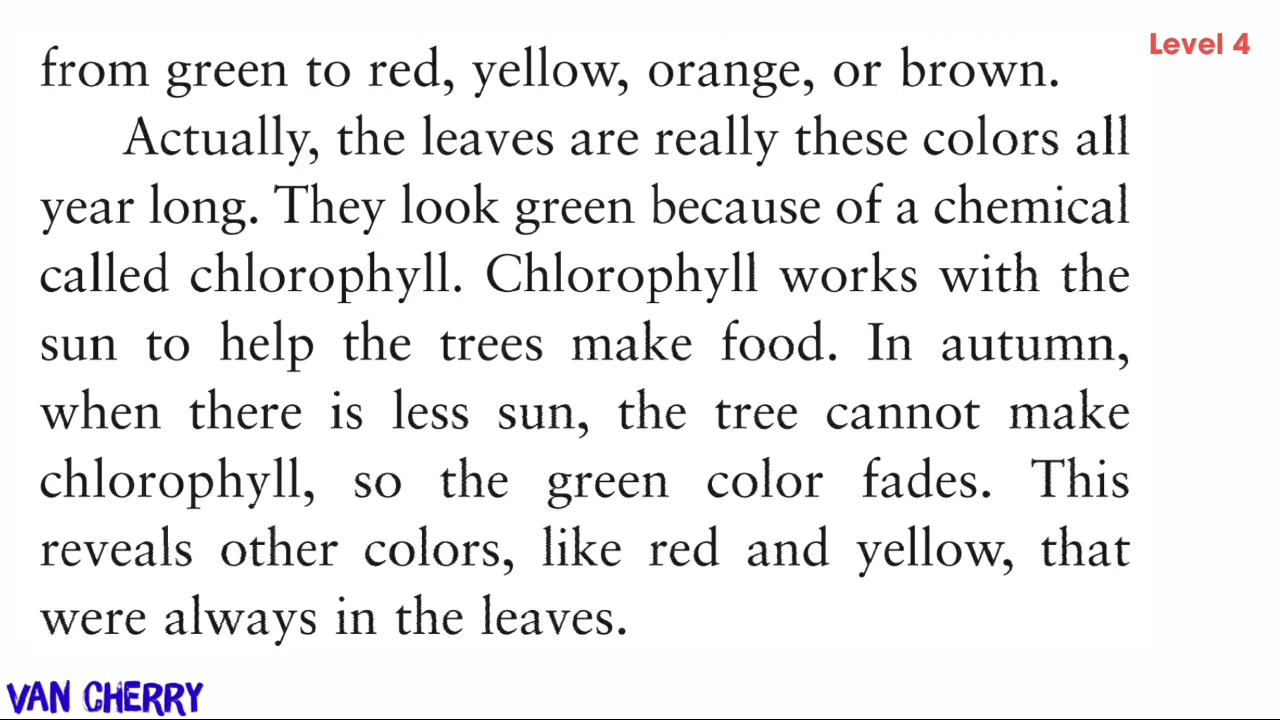 Level 4
from green to red, yellow, orange, or brown.
Actually, the leaves are really these colors all
year long. They look green because of a chemical
called chlorophyll. Chlorophyll works with the
sun to help the trees make food. In autumn,
when there is less sun, the tree cannot make
chlorophyll, so the green color fades. This
reveals other colors, like red and yellow, that
were always in the leaves.
VAN CHERRY